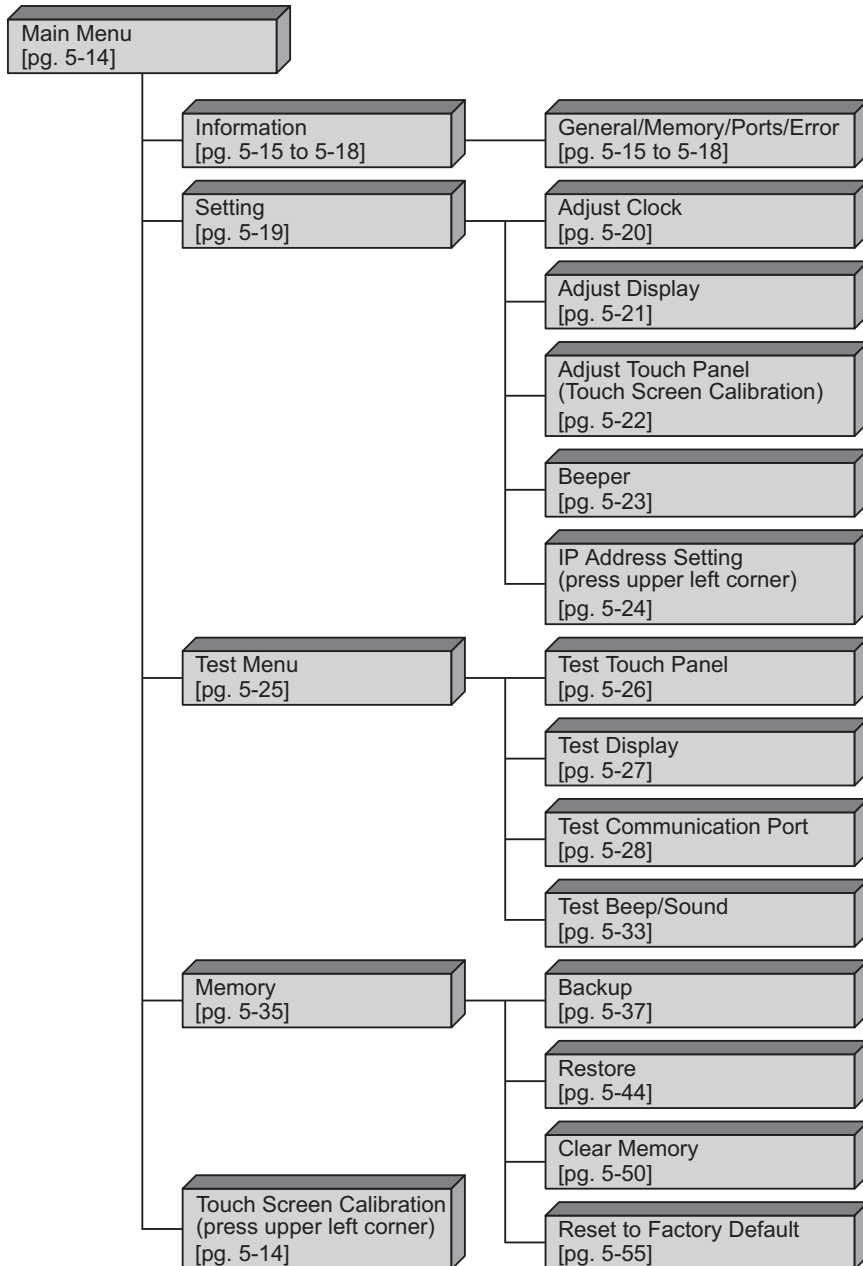 Main Menu
[pg. 5-14]
Information
[pg. 5-15 to 5-18]
General/Memory/Ports/Error
[pg. 5-15 to 5-18]
Setting
[pg. 5-19]
Adjust Clock
[pg. 5-20]
Adjust Display
[pg. 5-21]
Adjust Touch Panel
(Touch Screen Calibration)
[pg. 5-22]
Beeper
[pg. 5-23]
IP Address Setting
(press upper left corner)
[pg. 5-24]
Test Menu
[pg. 5-25]
Test Touch Panel
[pg. 5-26]
Test Display
[pg. 5-27]
Test Communication Port
[pg. 5-28]
Test Beep/Sound
[pg. 5-33]
Memory
[pg. 5-35]
Backup
[pg. 5-37]
Restore
[pg. 5-44]
Clear Memory
[pg. 5-50]
Reset to Factory Default
[pg. 5-55]
Touch Screen Calibration
(press upper left corner)
[pg. 5-14]